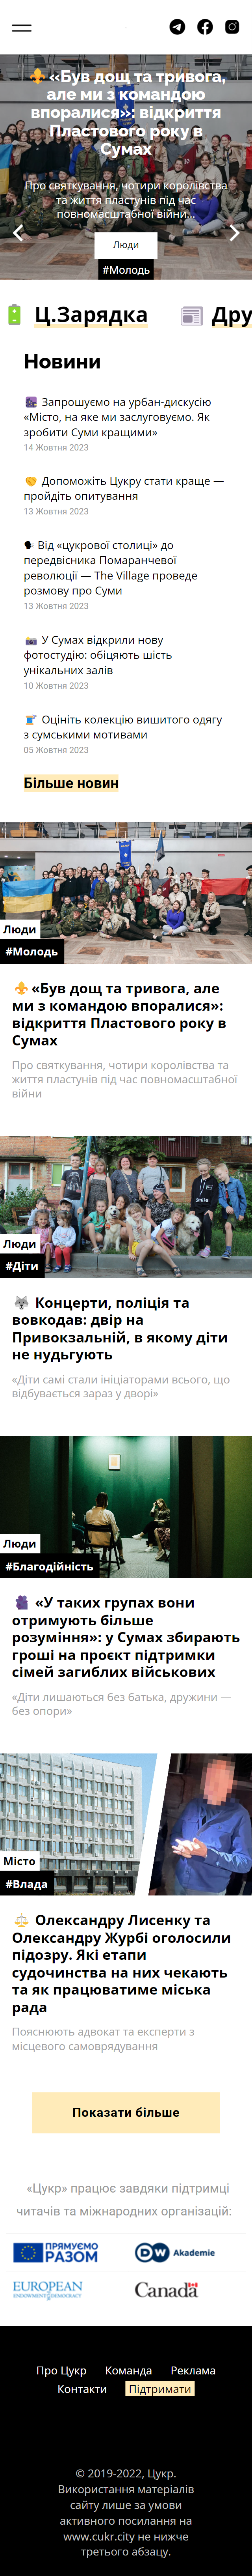 ⚜️«Був дощ та тривога,
але ми з командою
впоралися»: відкриття
Пластового року в
Сумах
Про святкування, чотири королівства
та життя пластунів під час
повномасштабної війни...
Люди
#Молодь
Ц.Зарядка
Дру
Новини
Запрошуємо на урбан-дискусію
«Місто, на яке ми заслуговуємо. Як
зробити Суми кращими»
14 Жовтня 2023
Допоможіть Цукру стати краще —
пройдіть опитування
13 Жовтня 2023
Від «цукрової столиці» до
передвісника Помаранчевої
революції — The Village проведе
розмову про Суми
13 Жовтня 2023
У Сумах відкрили нову
фотостудію: обіцяють шість
унікальних залів
10 Жовтня 2023
Оцініть колекцію вишитого одягу
з сумськими мотивами
05 Жовтня 2023
Більше новин
Люди
#Молодь
⚜️«Був дощ та тривога, але
ми з командою впоралися»:
відкриття Пластового року в
Сумах
Про святкування, чотири королівства та
життя пластунів під час повномасштабної
війни
Люди
#Діти
Концерти, поліція та
вовкодав: двір на
Привокзальній, в якому діти
не нудьгують
«Діти самі стали ініціаторами всього, що
відбувається зараз у дворі»
Люди
#Благодійність
«У таких групах вони
отримують більше
розуміння»: у Сумах збирають
гроші на проєкт підтримки
сімей загиблих військових
«Діти лишаються без батька, дружини —
без опори»
Місто
#Влада
Олександру Лисенку та
Олександру Журбі оголосили
підозру. Які етапи
судочинства на них чекають
та як працюватиме міська
рада
Пояснюють адвокат та експерти з
місцевого самоврядування
Показати більше
«Цукр» працює завдяки підтримці
читачів та міжнародних організацій:
ПРЯМУЄМО
РАЗОМ
DW Akademie
EUROPEAN
ENDOWMENT for DEMOCRACY
Canada
Про Цукр Команда Реклама
Контакти Підтримати
© 2019-2022, Цукр.
Використання матеріалів
сайту лише за умови
активного посилання на
www.cukr.city не нижче
третього абзацу.